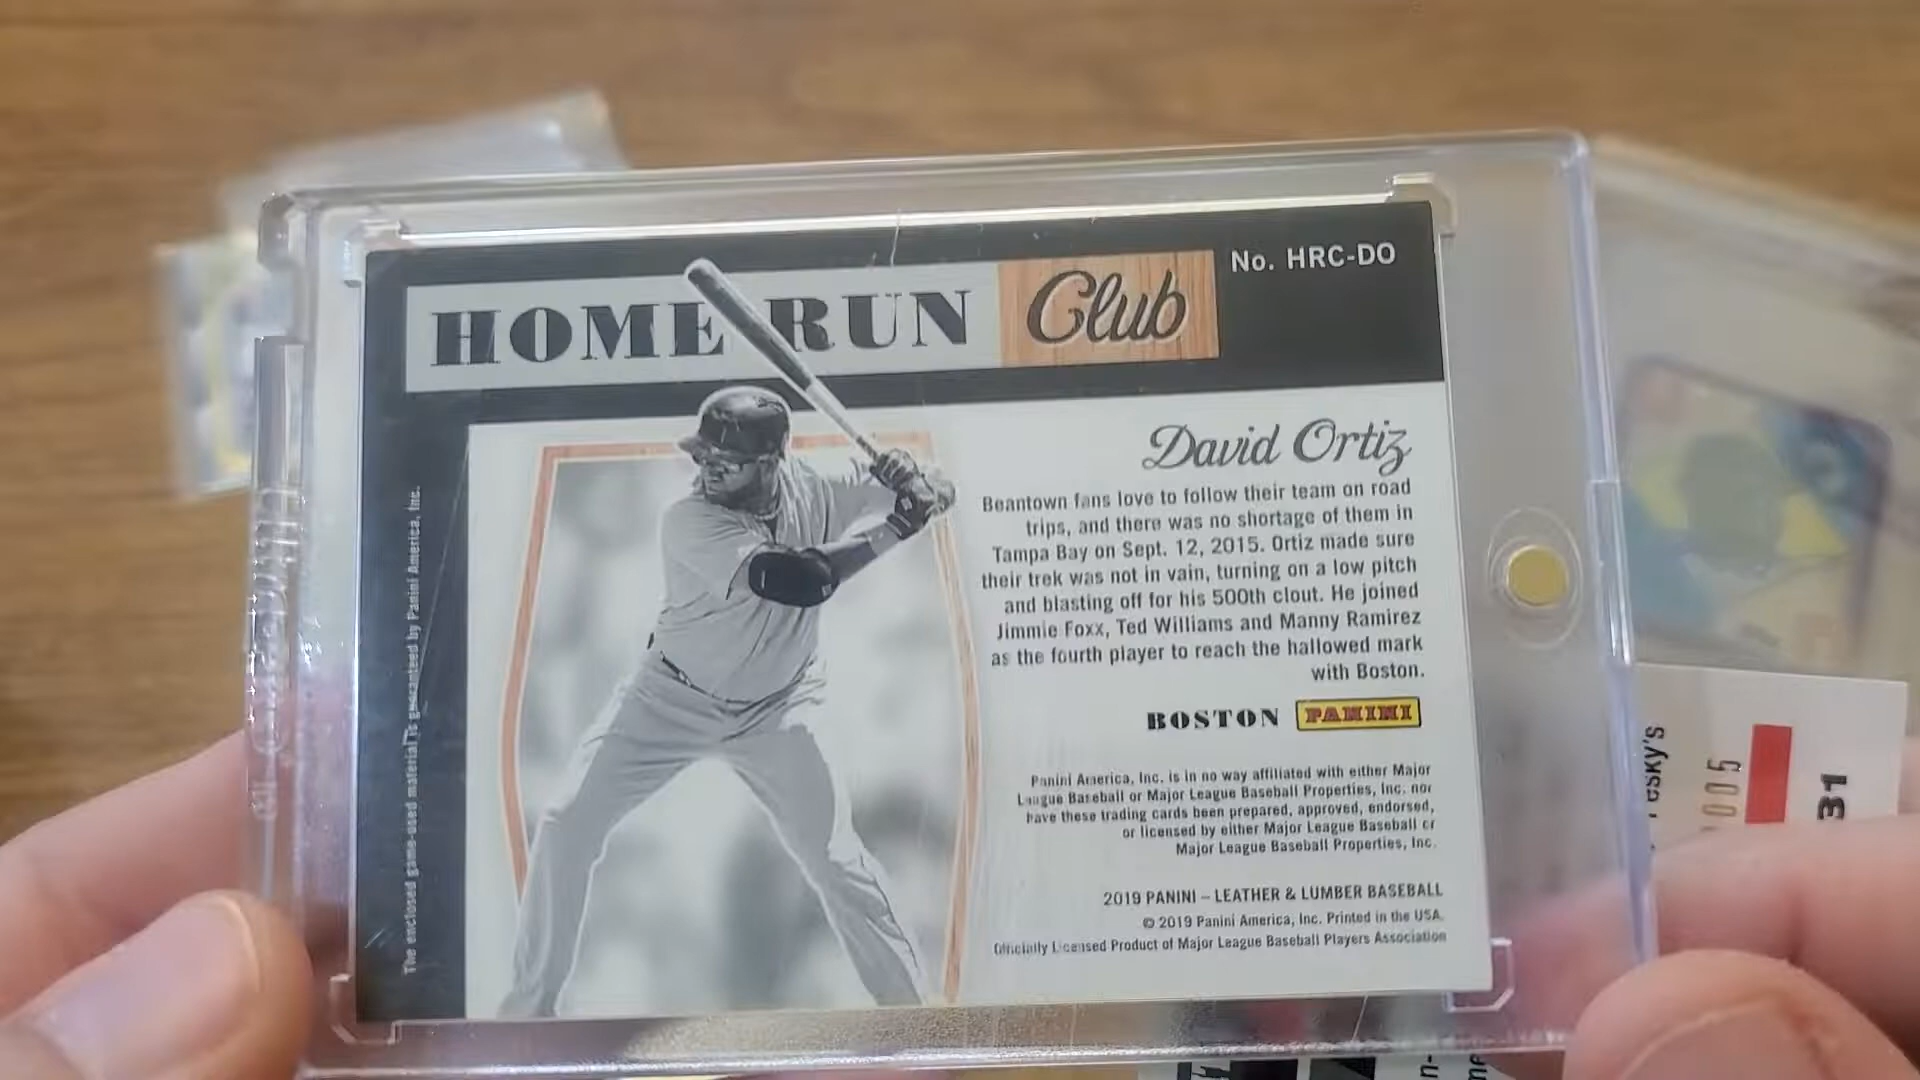 No. HRC-DO
HOME RUN Club
David Ortiz
Beantown fans love to follow their team on road
trips, and there was no shortage of them in
Tampa Bay on Sept. 12, 2015. Ortiz made sure
their trek was not in vain, turning on a low pitch
and blasting off for his 500th clout. He joined
Jimmie Foxx, Ted Williams and Manny Ramirez
as the fourth player to reach the hallowed mark
with Boston.
BOSTON PANINI
Panini America, Inc. is in no way affiliated with either Major
League Baseball or Major League Baseball Properties, Inc. nor
have these trading cards been prepared, approved, endorsed,
or licensed by either Major League Baseball or
Major League Baseball Properties, Inc.
2019 PANINI – LEATHER & LUMBER BASEBALL
© 2019 Panini America, Inc. Printed in the USA.
Officially Licensed Product of Major League Baseball Players Association
The enclosed game-used material is guaranteed by Panini America, Inc.
31